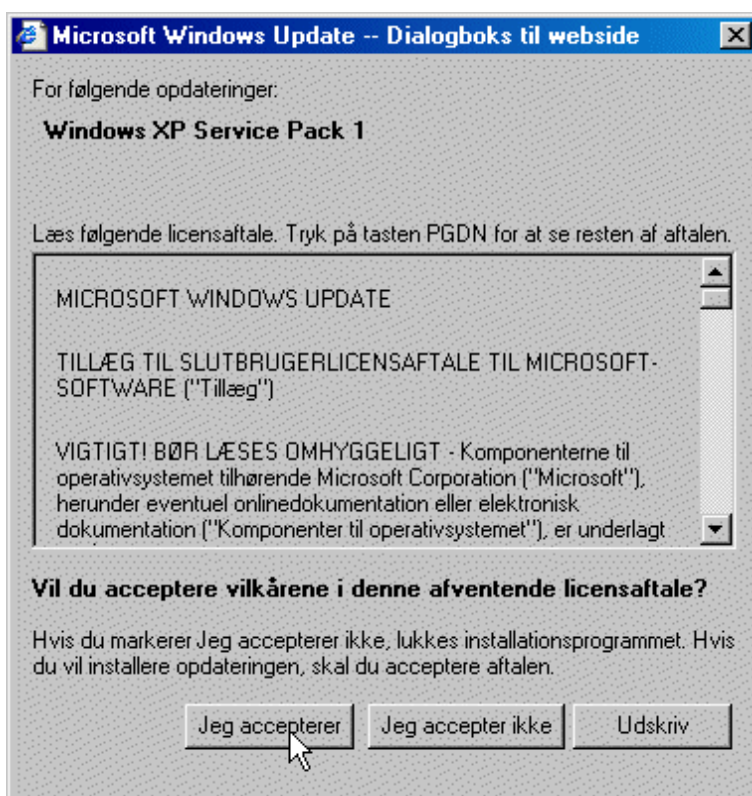 Microsoft Windows Update -- Dialogboks til webside
For følgende opdateringer:
Windows XP Service Pack 1
Læs følgende licensaftale. Tryk på tasten PGDN for at se resten af aftalen.
MICROSOFT WINDOWS UPDATE
TILLÆG TIL SLUTBRUGERLICENSAFTALE TIL MICROSOFT-
SOFTWARE ("Tillæg")
VIGTIGT! BØR LÆSES OMHYGGELIGT - Komponenterne til
operativsystemet tilhørende Microsoft Corporation ("Microsoft"),
herunder eventuel onlinedokumentation eller elektronisk
dokumentation ("Komponenter til operativsystemet"), er underlagt
Vil du acceptere vilkårene i denne afventende licensaftale?
Hvis du markerer Jeg accepterer ikke, lukkes installationsprogrammet. Hvis
du vil installere opdateringen, skal du acceptere aftalen.
Jeg accepterer Jeg accepter ikke Udskriv